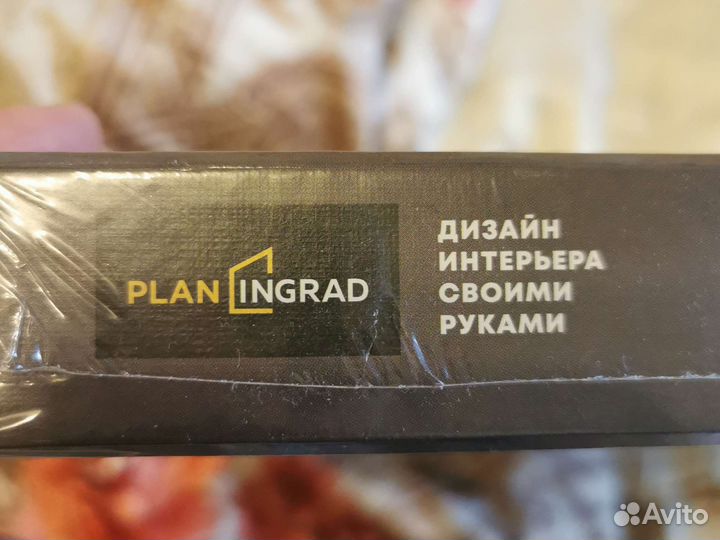 PLAN INGRAD
ДИЗАЙН
ИНТЕРЬЕРА
СВОИМИ
РУКАМИ
Avito